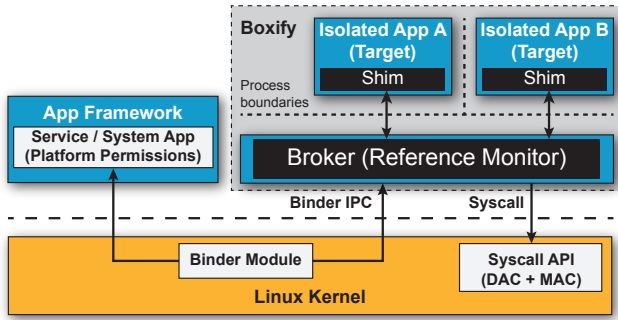 Boxify
Isolated App A
(Target)
Shim
Isolated App B
(Target)
Shim
Process
boundaries
App Framework
Service / System App
(Platform Permissions)
Broker (Reference Monitor)
Binder IPC
Syscall
Binder Module
Syscall API
(DAC + MAC)
Linux Kernel